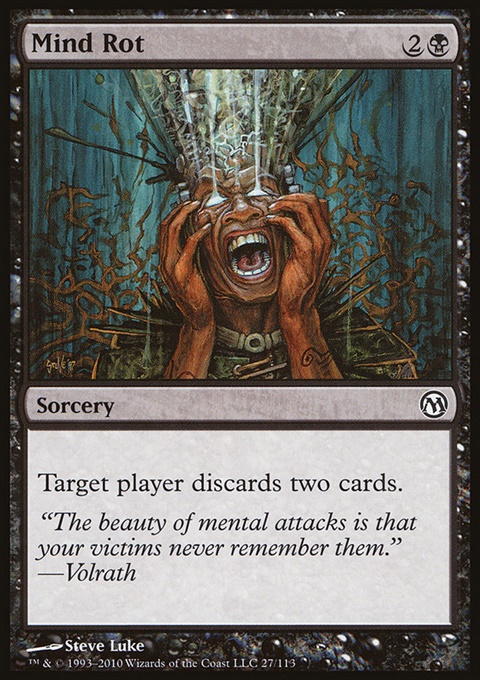 Mind Rot 2
Sorcery
Target player discards two cards.
“The beauty of mental attacks is that
your victims never remember them.”
—Volrath
Steve Luke
™ & © 1993–2010 Wizards of the Coast LLC 27/113